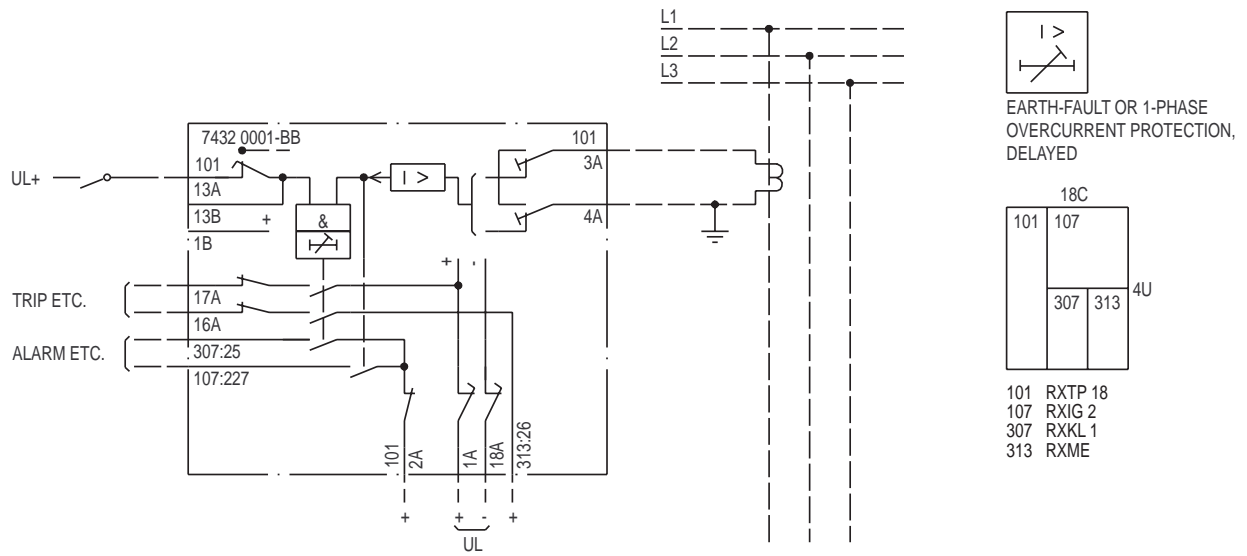 L1
L2
L3
I >
EARTH-FAULT OR 1-PHASE
OVERCURRENT PROTECTION,
DELAYED
7432 0001-BB
101
3A
4A
UL+
101
13A
13B
+
1B
&
I >
+ -
TRIP ETC.
17A
16A
ALARM ETC.
307:25
107:227
101
2A
1A
18A
313:26
+
+ -
+
UL
18C
101 107
307 313
4U
101 RXTP 18
107 RXIG 2
307 RXKL 1
313 RXME